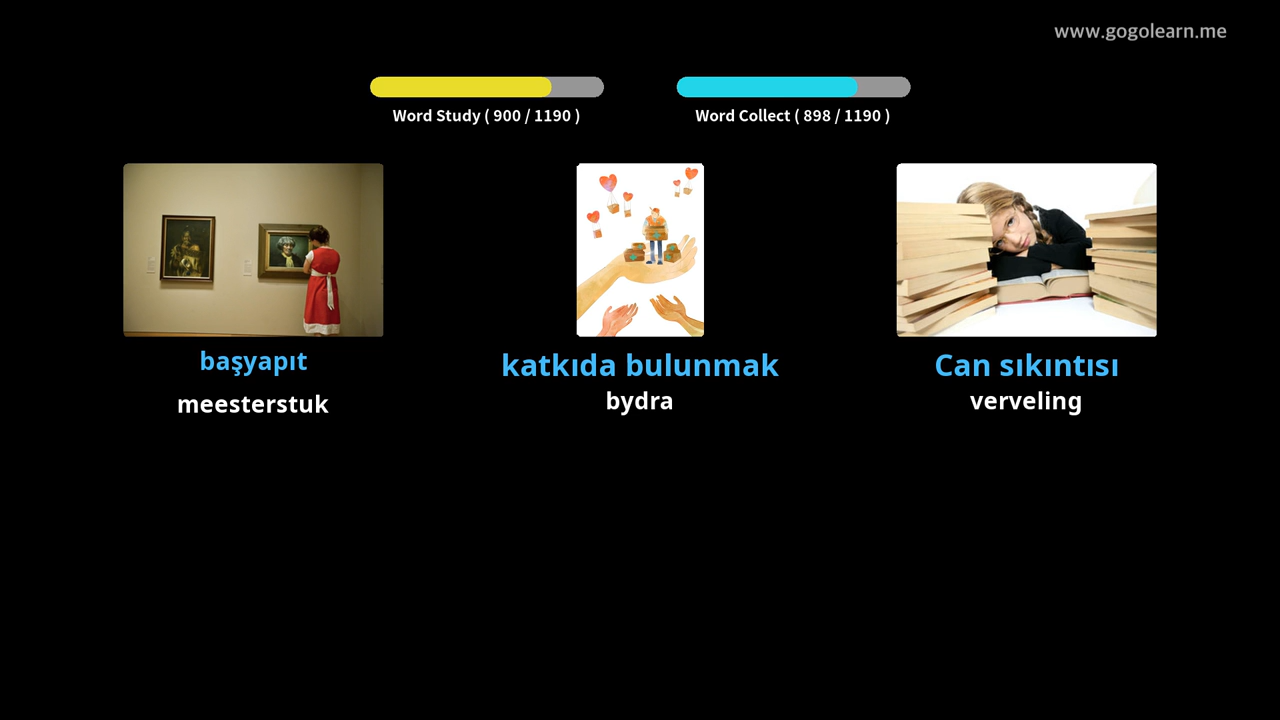 www.gogolearn.me
Word Study ( 900 / 1190 )
Word Collect ( 898 / 1190 )
başyapıt
meesterstuk
katkıda bulunmak
bydra
Can sıkıntısı
verveling